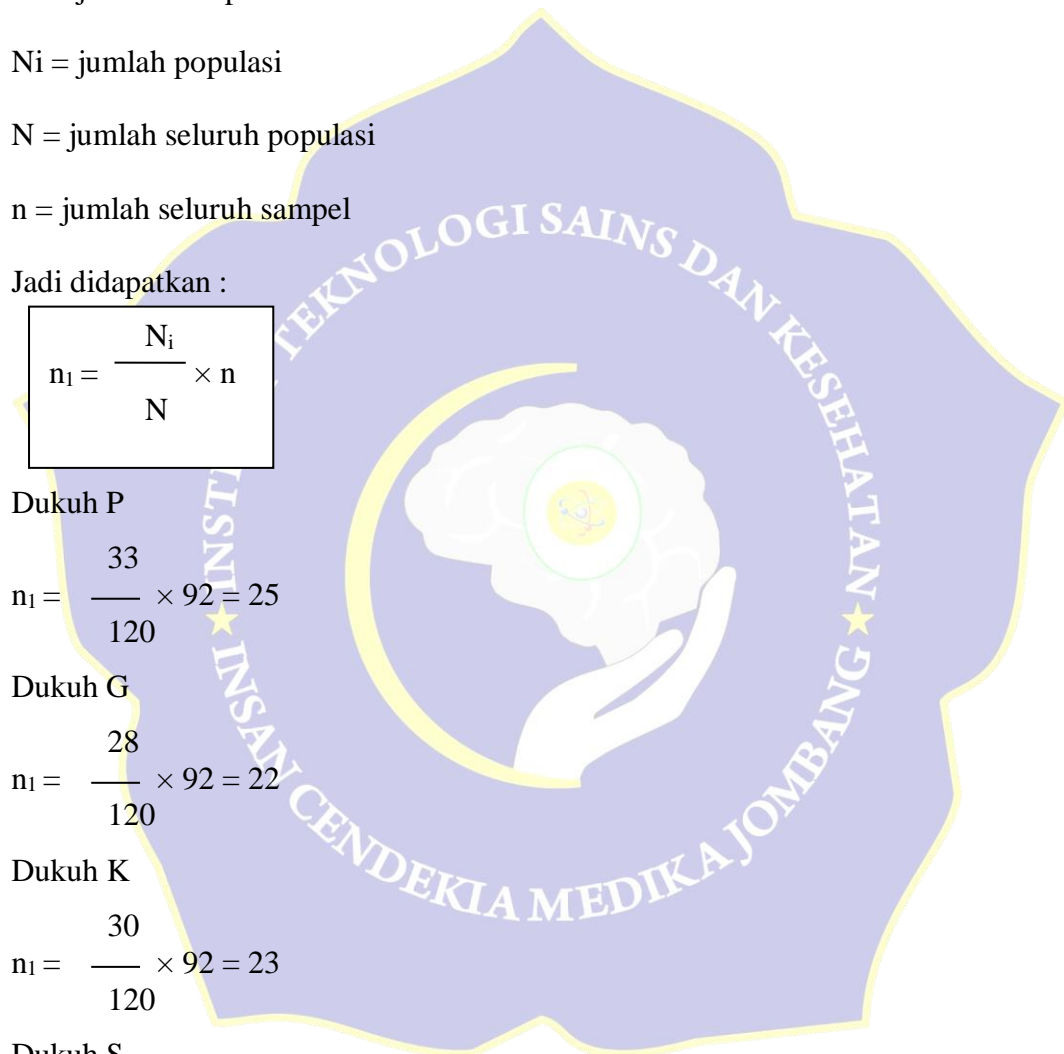 Ni = jumlah populasi
N = jumlah seluruh populasi
n = jumlah seluruh sampel
Jadi didapatkan :
Nᵢ
n₁ = —— × n
N
Dukuh P
33
n₁ = —— × 92 = 25
120
Dukuh G
28
n₁ = —— × 92 = 22
120
Dukuh K
30
n₁ = —— × 92 = 23
120
Dukuh S
TEKNOLOGI SAINS DAN KESEHATAN
INSAN CENDEKIA MEDIKA JOMBANG